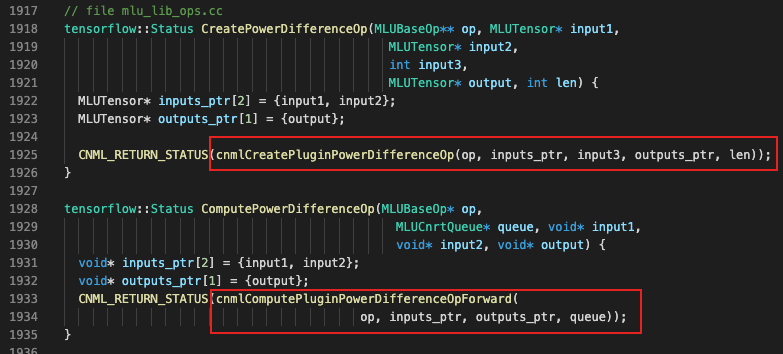 1917 // file mlu_lib_ops.cc
1918 tensorflow::Status CreatePowerDifferenceOp(MLUBaseOp** op, MLUTensor* input1,
1919 MLUTensor* input2,
1920 int input3,
1921 MLUTensor* output, int len) {
1922 MLUTensor* inputs_ptr[2] = {input1, input2};
1923 MLUTensor* outputs_ptr[1] = {output};
1924
1925 CNML_RETURN_STATUS(cnmlCreatePluginPowerDifferenceOp(op, inputs_ptr, input3, outputs_ptr, len));
1926 }
1927
1928 tensorflow::Status ComputePowerDifferenceOp(MLUBaseOp* op,
1929 MLUCnrtQueue* queue, void* input1,
1930 void* input2, void* output) {
1931 void* inputs_ptr[2] = {input1, input2};
1932 void* outputs_ptr[1] = {output};
1933 CNML_RETURN_STATUS(cnmlComputePluginPowerDifferenceOpForward(
1934 op, inputs_ptr, outputs_ptr, queue));
1935 }
1936